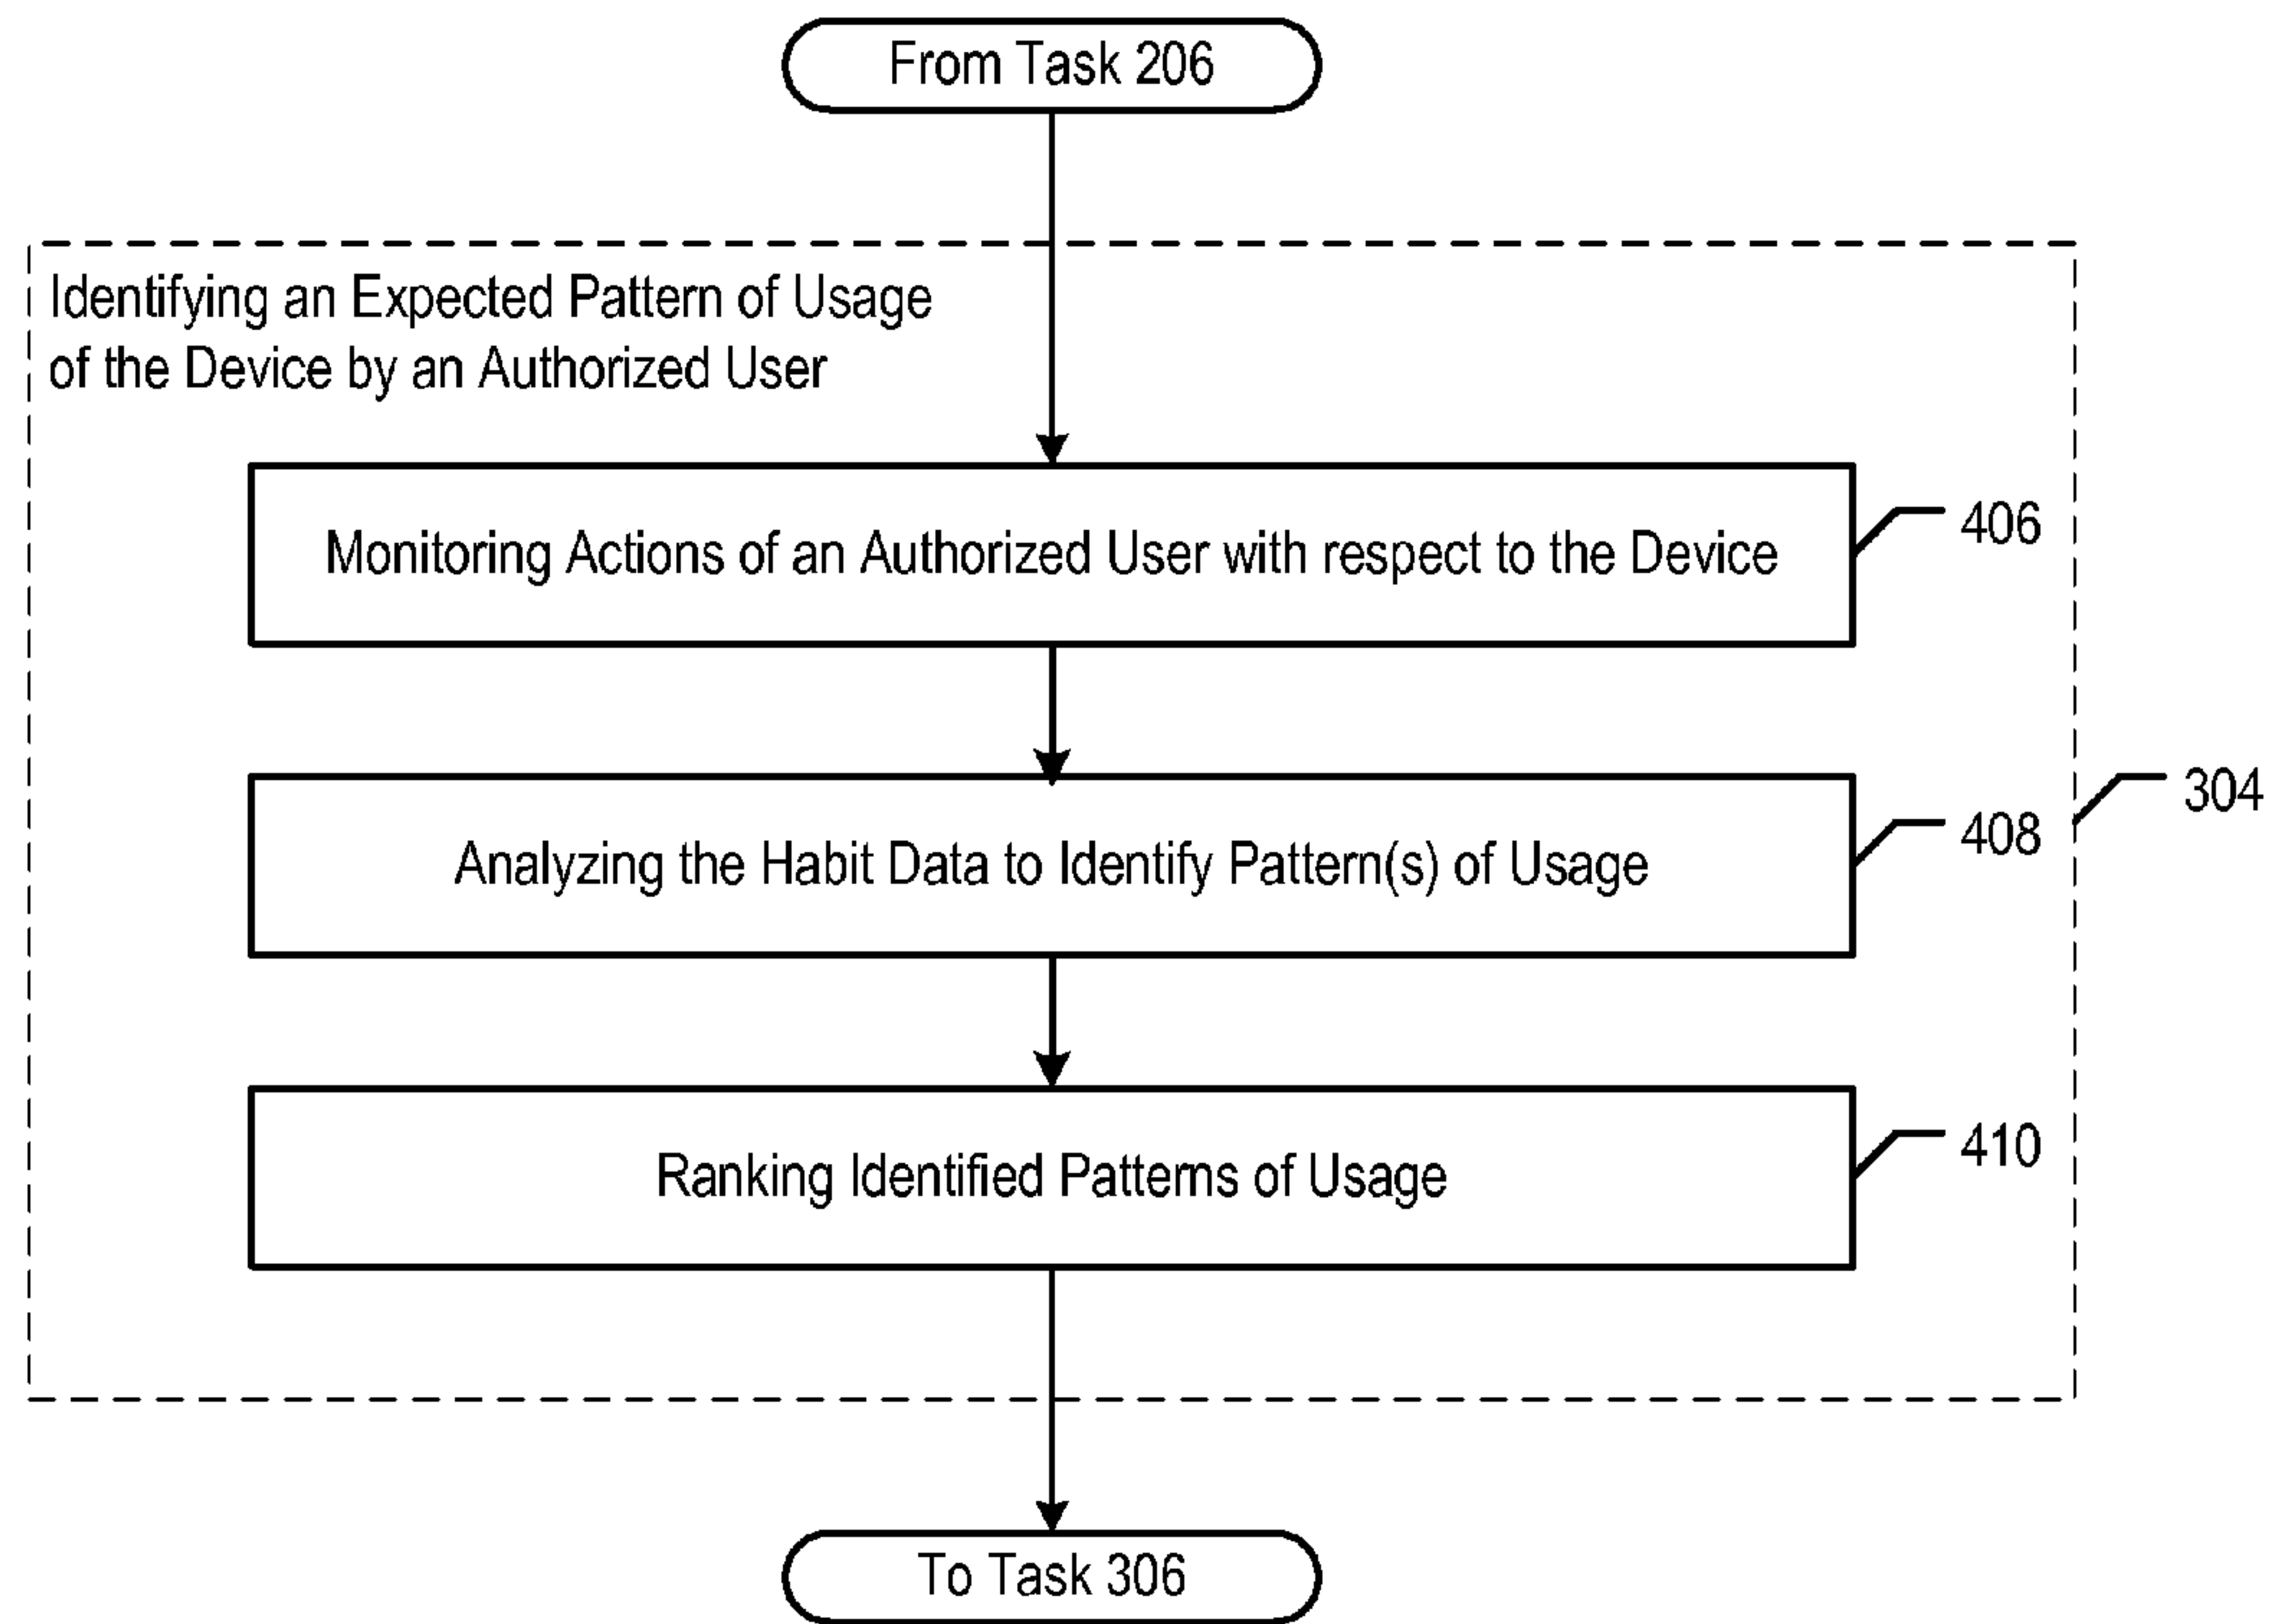 From Task 206
Identifying an Expected Pattern of Usage
of the Device by an Authorized User
Monitoring Actions of an Authorized User with respect to the Device
406
Analyzing the Habit Data to Identify Pattern(s) of Usage
408
304
Ranking Identified Patterns of Usage
410
To Task 306